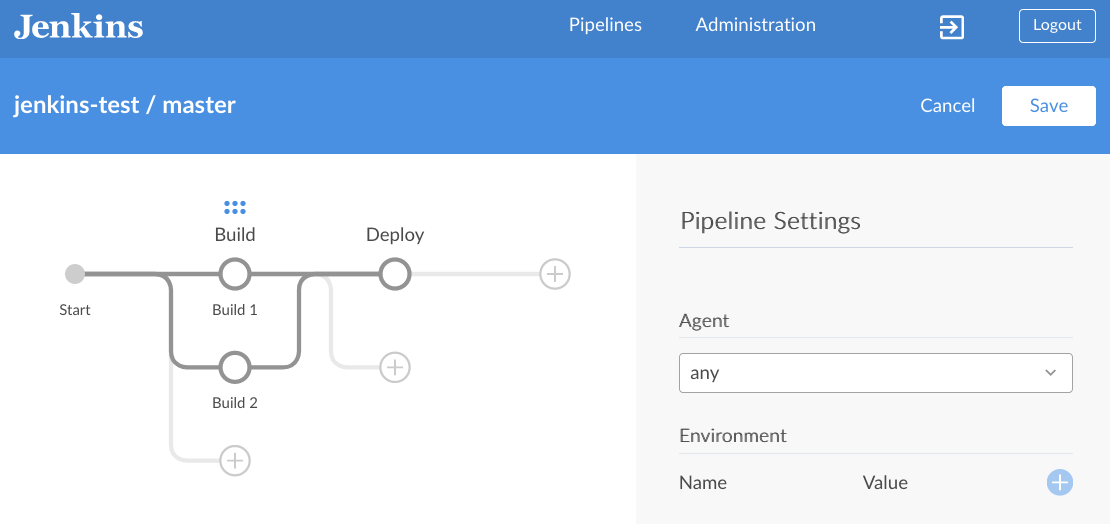 Jenkins
Pipelines
Administration
Logout
jenkins-test / master
Cancel
Save
Build
Deploy
Start
Build 1
Build 2
Pipeline Settings
Agent
any
Environment
Name
Value